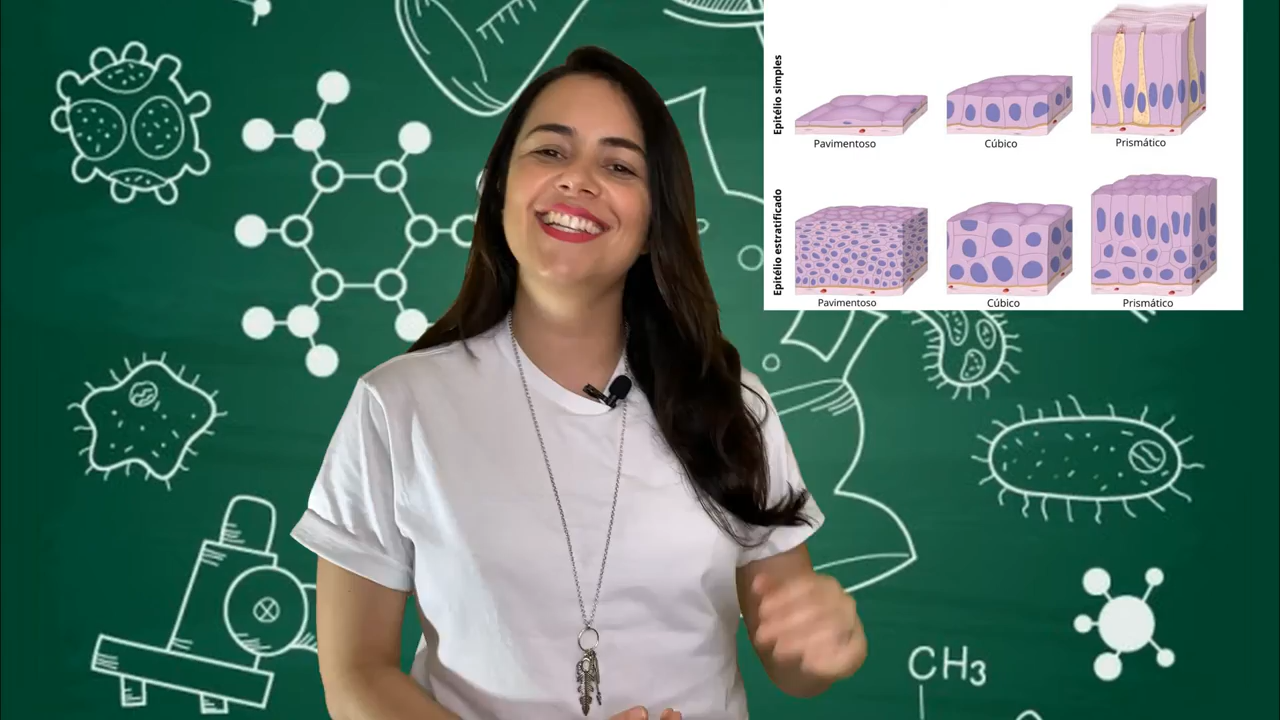 Epitélio simples
Pavimentoso
Cúbico
Prismático
Epitélio estratificado
Pavimentoso
Cúbico
Prismático
CH3